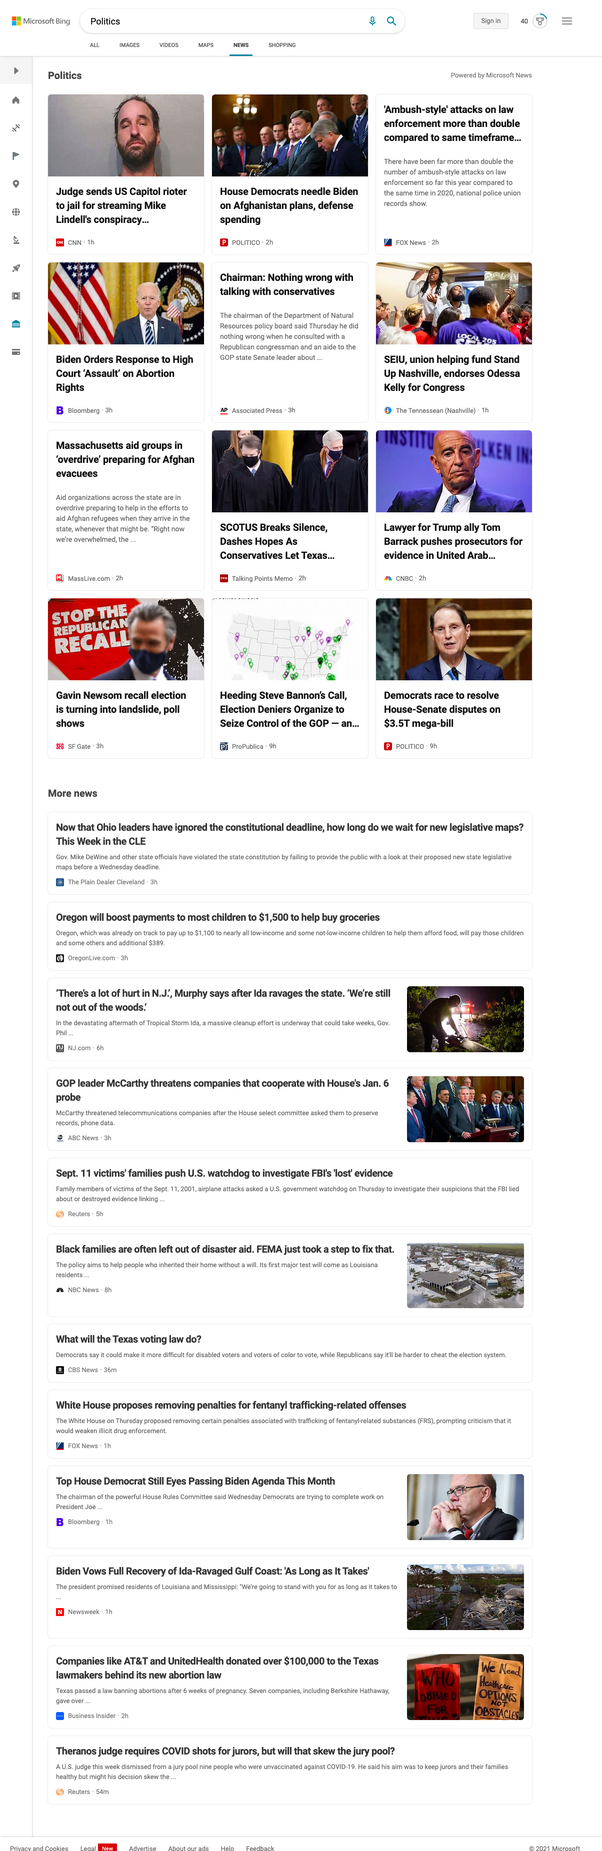 Microsoft Bing
Politics
Sign in
40
ALL
IMAGES
VIDEOS
MAPS
NEWS
SHOPPING
Politics
Powered by Microsoft News
Judge sends US Capitol rioter
to jail for streaming Mike
Lindell's conspiracy...
CNN · 1h
House Democrats needle Biden
on Afghanistan plans, defense
spending
POLITICO · 2h
'Ambush-style' attacks on law
enforcement more than double
compared to same timeframe...
There have been far more than double the
number of ambush-style attacks on law
enforcement so far this year compared to
the same time in 2020, national police union
records show.
FOX News · 2h
Biden Orders Response to High
Court ‘Assault’ on Abortion
Rights
Bloomberg · 3h
Chairman: Nothing wrong with
talking with conservatives
The chairman of the Department of Natural
Resources policy board said Thursday he did
nothing wrong when he consulted with a
Republican congressman and an aide to the
GOP state Senate leader about ...
Associated Press · 3h
LOCAL 205
SEIU, union helping fund Stand
Up Nashville, endorses Odessa
Kelly for Congress
The Tennessean (Nashville) · 1h
Massachusetts aid groups in
‘overdrive’ preparing for Afghan
evacuees
Aid organizations across the state are in
overdrive preparing to help in the efforts to
aid Afghan refugees when they arrive in the
state, whenever that might be. “Right now
we're overwhelmed, the ...
MassLive.com · 2h
SCOTUS Breaks Silence,
Dashes Hopes As
Conservatives Let Texas...
Talking Points Memo · 2h
INSTITU
ILKEN INS
Lawyer for Trump ally Tom
Barrack pushes prosecutors for
evidence in United Arab...
CNBC · 2h
STOP THE
REPUBLICAN
RECALL
Gavin Newsom recall election
is turning into landslide, poll
shows
SF Gate · 3h
Heeding Steve Bannon’s Call,
Election Deniers Organize to
Seize Control of the GOP — an...
ProPublica · 9h
Democrats race to resolve
House-Senate disputes on
$3.5T mega-bill
POLITICO · 9h
More news
Now that Ohio leaders have ignored the constitutional deadline, how long do we wait for new legislative maps?
This Week in the CLE
Gov. Mike DeWine and other state officials have violated the state constitution by failing to provide the public with a look at their proposed new state legislative
maps before a Wednesday deadline.
The Plain Dealer Cleveland · 3h
Oregon will boost payments to most children to $1,500 to help buy groceries
Oregon, which was already on track to pay up to $1,100 to nearly all low-income and some not-low-income children to help them afford food, will pay those children
and some others and additional $389.
OregonLive.com · 3h
‘There’s a lot of hurt in N.J.’, Murphy says after Ida ravages the state. ‘We’re still
not out of the woods.’
In the devastating aftermath of Tropical Storm Ida, a massive cleanup effort is underway that could take weeks, Gov.
Phil ...
NJ.com · 6h
GOP leader McCarthy threatens companies that cooperate with House's Jan. 6
probe
McCarthy threatened telecommunications companies after the House select committee asked them to preserve
records, phone data.
ABC News · 3h
Sept. 11 victims' families push U.S. watchdog to investigate FBI's 'lost' evidence
Family members of victims of the Sept. 11, 2001, airplane attacks asked a U.S. government watchdog on Thursday to investigate their suspicions that the FBI lied
about or destroyed evidence linking ...
Reuters · 5h
Black families are often left out of disaster aid. FEMA just took a step to fix that.
The policy aims to help people who inherited their home without a will. Its first major test will come as Louisiana
residents ...
NBC News · 8h
What will the Texas voting law do?
Democrats say it could make it more difficult for disabled voters and voters of color to vote, while Republicans say it'll be harder to cheat the election system.
CBS News · 36m
White House proposes removing penalties for fentanyl trafficking-related offenses
The White House on Thursday proposed removing certain penalties associated with trafficking of fentanyl-related substances (FRS), prompting criticism that it
would weaken illicit drug enforcement.
FOX News · 1h
Top House Democrat Still Eyes Passing Biden Agenda This Month
The chairman of the powerful House Rules Committee said Wednesday Democrats are trying to complete work on
President Joe ...
Bloomberg · 1h
Biden Vows Full Recovery of Ida-Ravaged Gulf Coast: 'As Long as It Takes'
The president promised residents of Louisiana and Mississippi: "We're going to stand with you for as long as it takes to
...
Newsweek · 1h
Companies like AT&T and UnitedHealth donated over $100,000 to the Texas
lawmakers behind its new abortion law
Texas passed a law banning abortions after 6 weeks of pregnancy. Seven companies, including Berkshire Hathaway,
gave over ...
Business Insider · 2h
WHO
LOBBIED
FOR
We Need
Healthcare
OPTIONS
NOT
OBSTACLES
Theranos judge requires COVID shots for jurors, but will that skew the jury pool?
A U.S. judge this week dismissed from a jury pool nine people who were unvaccinated against COVID-19. He said his aim was to keep jurors and their families
healthy but might his decision skew the ...
Reuters · 54m
Privacy and Cookies
Legal
New
Advertise
About our ads
Help
Feedback
© 2021 Microsoft